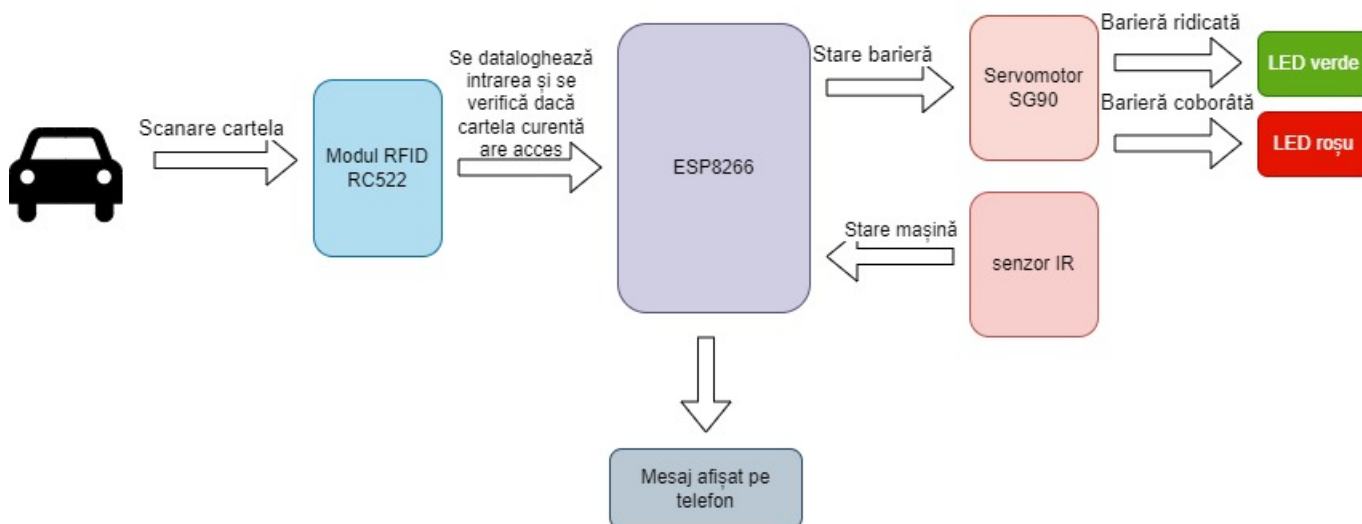 Scanare cartela
Modul RFID
RC522
Se dataloghează
intrarea și se
verifică dacă
cartela curentă
are acces
ESP8266
Stare barieră
Servomotor
SG90
Barieră ridicată
LED verde
Barieră coborâtă
LED roșu
Stare mașină
senzor IR
Mesaj afișat pe
telefon